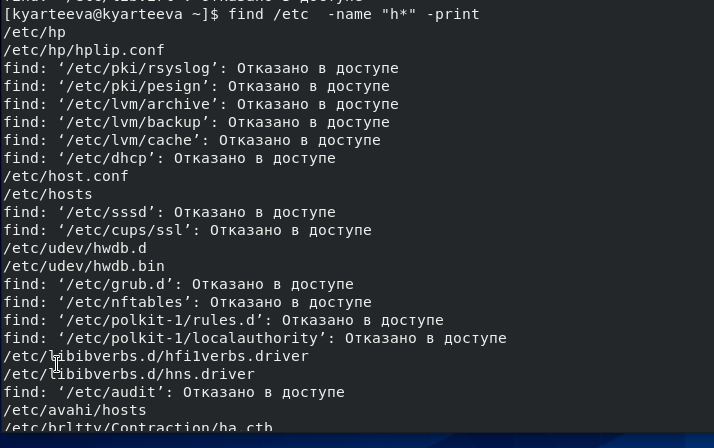 [kyarteeva@kyarteeva ~]$ find /etc  -name "h*" -print
/etc/hp
/etc/hp/hplip.conf
find: ‘/etc/pki/rsyslog’: Отказано в доступе
find: ‘/etc/pki/pesign’: Отказано в доступе
find: ‘/etc/lvm/archive’: Отказано в доступе
find: ‘/etc/lvm/backup’: Отказано в доступе
find: ‘/etc/lvm/cache’: Отказано в доступе
find: ‘/etc/dhcp’: Отказано в доступе
/etc/host.conf
/etc/hosts
find: ‘/etc/sssd’: Отказано в доступе
find: ‘/etc/cups/ssl’: Отказано в доступе
/etc/udev/hwdb.d
/etc/udev/hwdb.bin
find: ‘/etc/grub.d’: Отказано в доступе
find: ‘/etc/nftables’: Отказано в доступе
find: ‘/etc/polkit-1/rules.d’: Отказано в доступе
find: ‘/etc/polkit-1/localauthority’: Отказано в доступе
/etc/libibverbs.d/hfi1verbs.driver
/etc/libibverbs.d/hns.driver
find: ‘/etc/audit’: Отказано в доступе
/etc/avahi/hosts
/etc/brltty/Contraction/ha.ctb